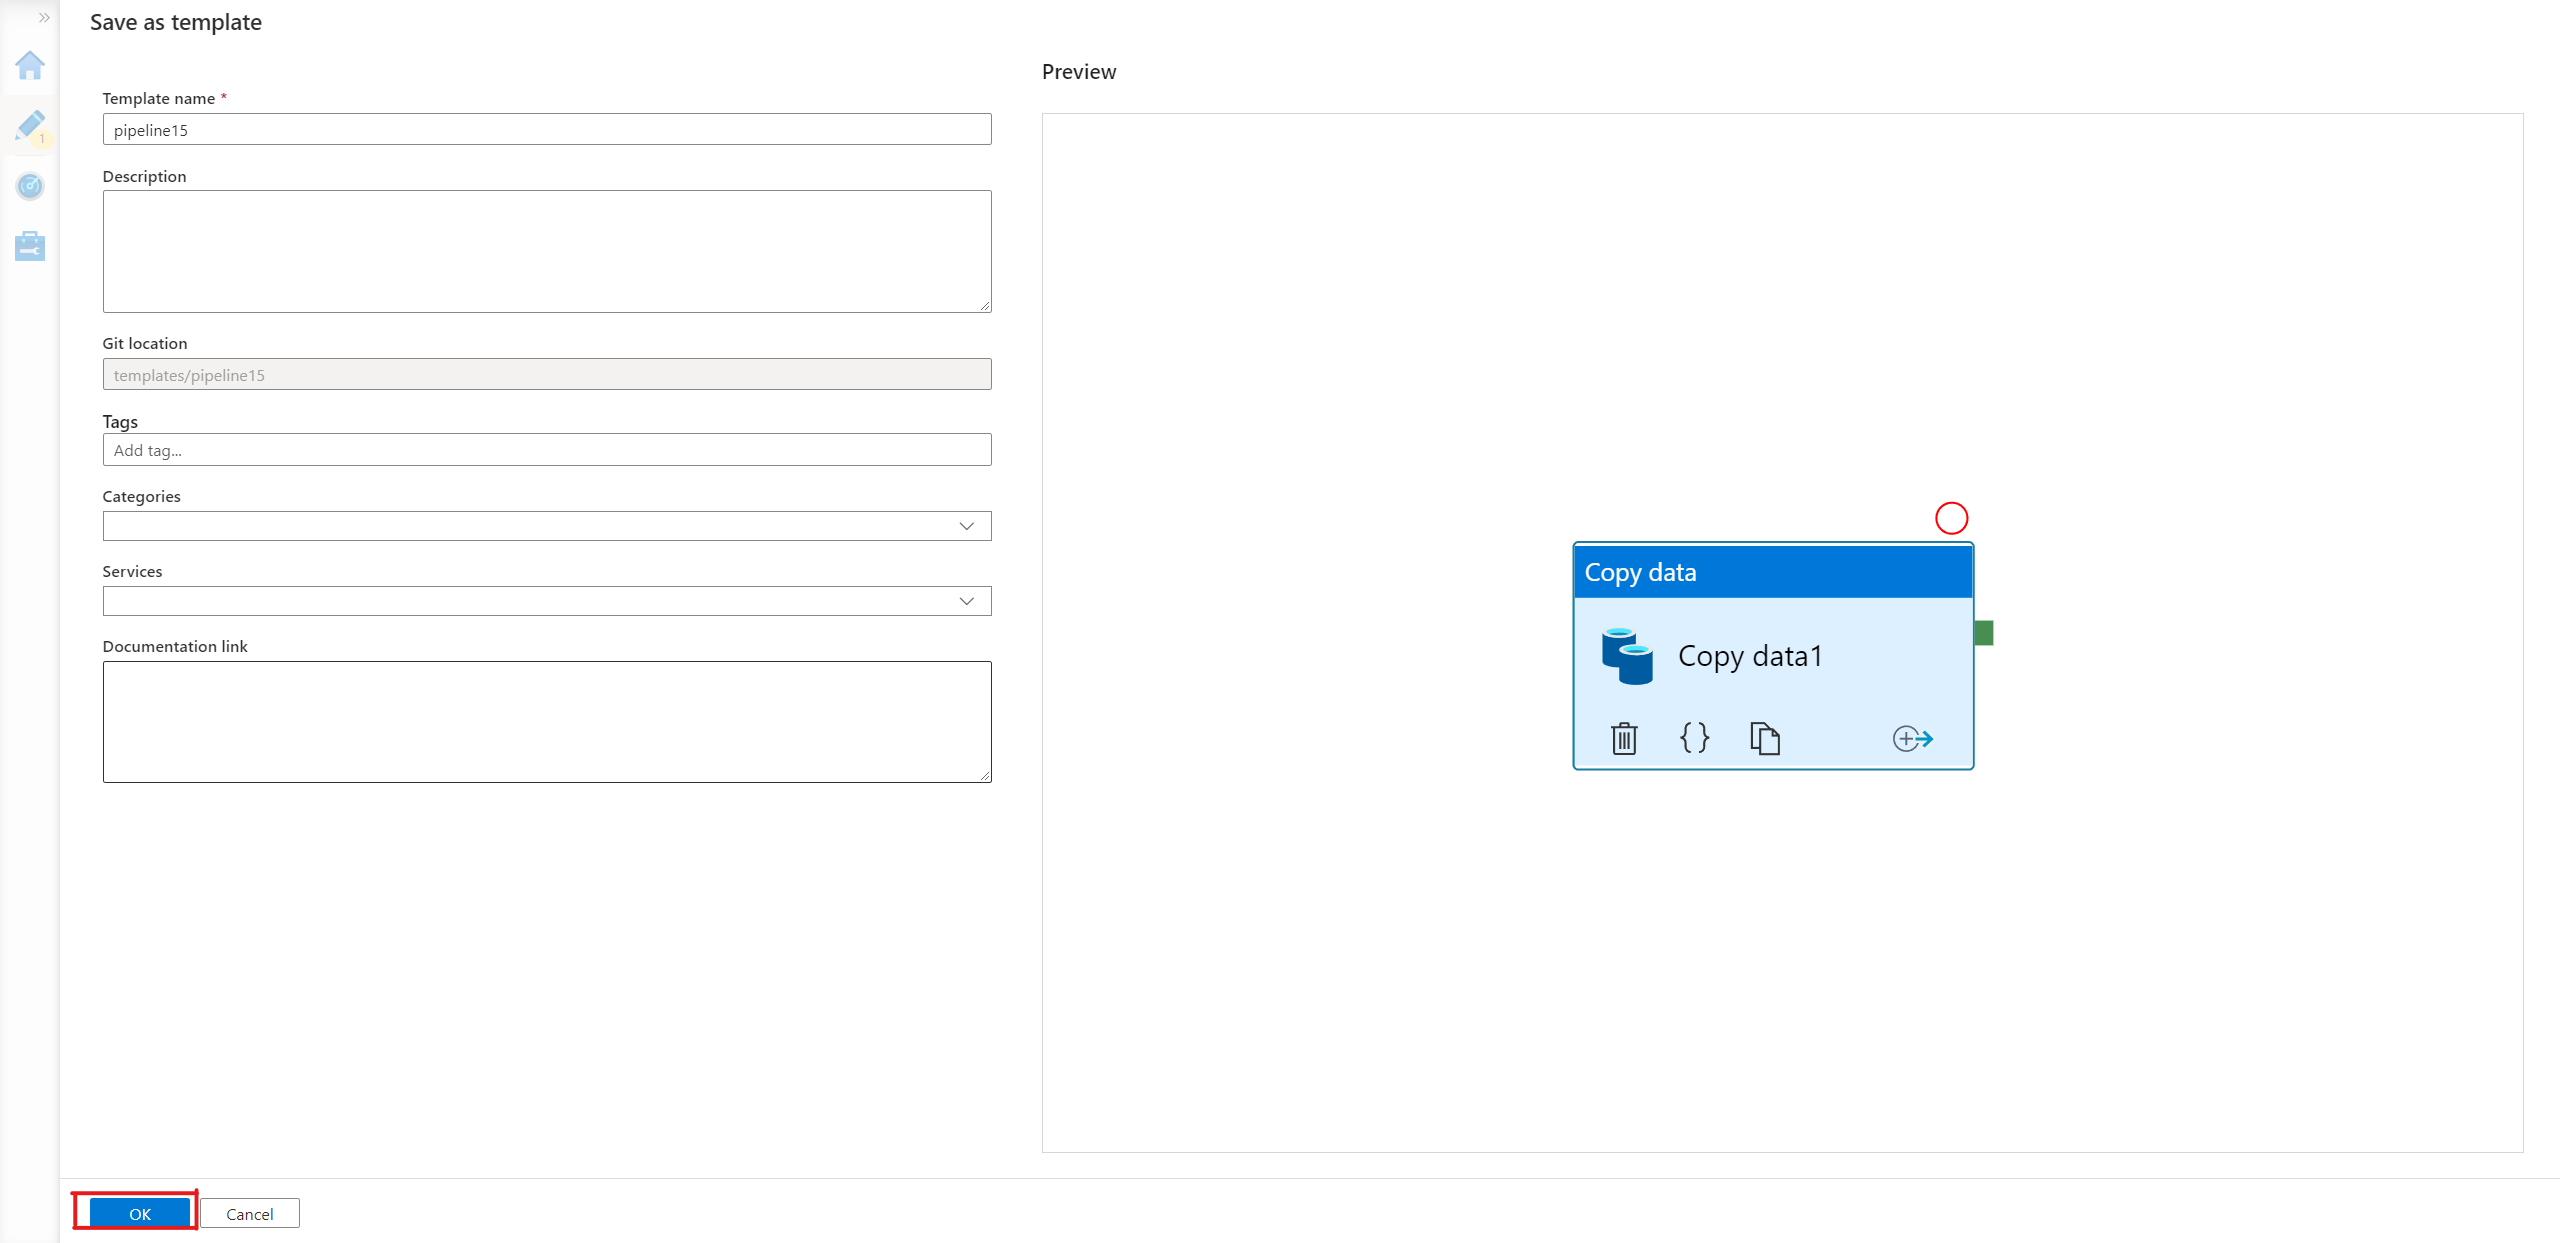 Save as template
Preview
Template name *
pipeline15
1
Description
Git location
templates/pipeline15
Tags
Add tag...
Categories
Services
Documentation link
Copy data
Copy data1
{}
OK
Cancel